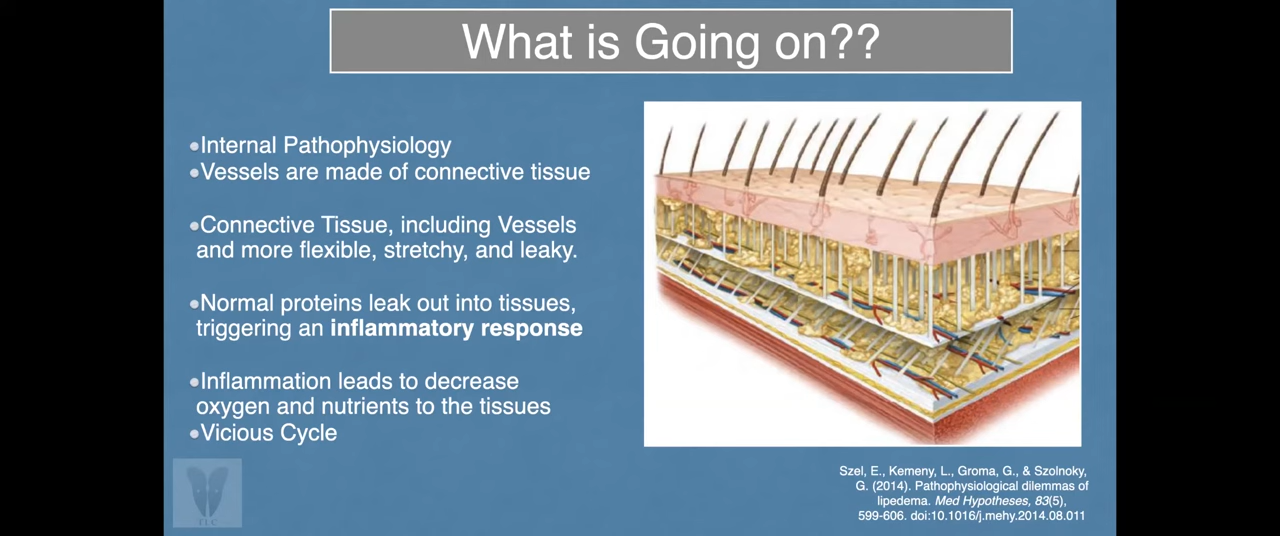 What is Going on??
•Internal Pathophysiology
•Vessels are made of connective tissue
•Connective Tissue, including Vessels
and more flexible, stretchy, and leaky.
•Normal proteins leak out into tissues,
triggering an inflammatory response
•Inflammation leads to decrease
oxygen and nutrients to the tissues
•Vicious Cycle
TLC
Szel, E., Kemeny, L., Groma, G., & Szolnoky,
G. (2014). Pathophysiological dilemmas of
lipedema. Med Hypotheses, 83(5),
599-606. doi:10.1016/j.mehy.2014.08.011